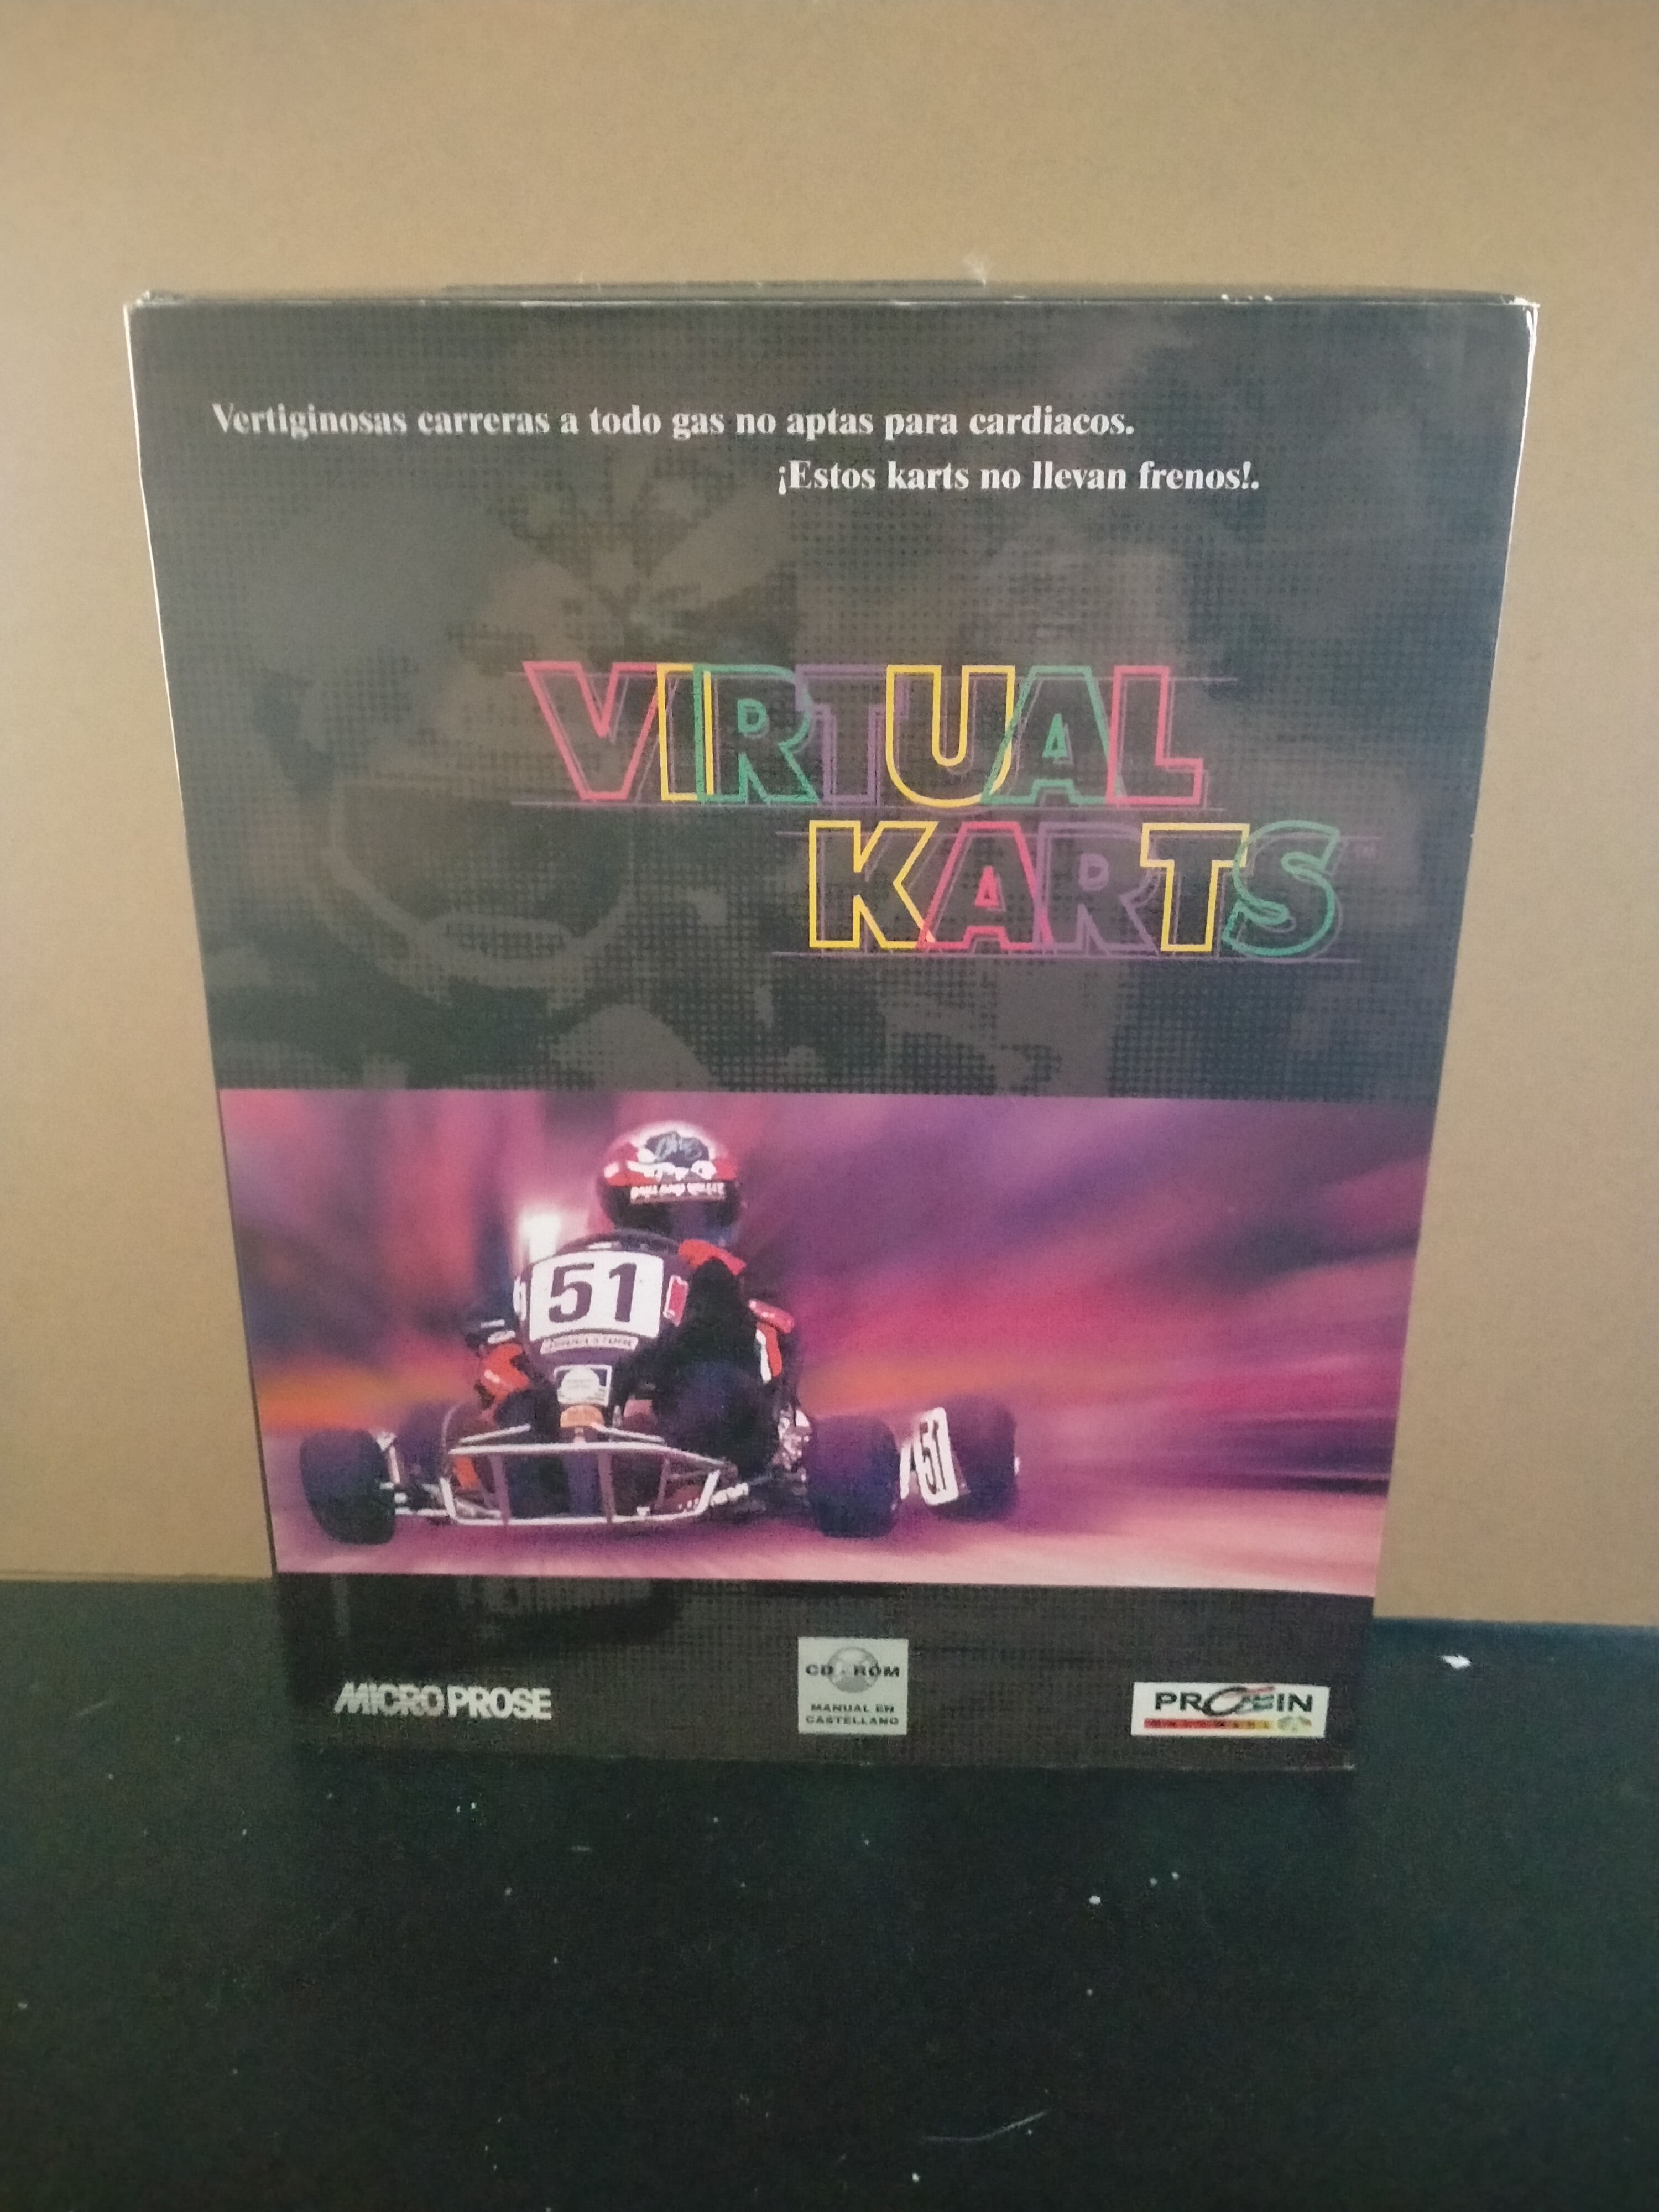 Vertiginosas carreras a todo gas no aptas para cardiacos.
¡Estos karts no llevan frenos!.
VIRTUAL
KARTS™
51
51
MICROPROSE
CD-ROM
MANUAL EN
CASTELLANO
PROEIN